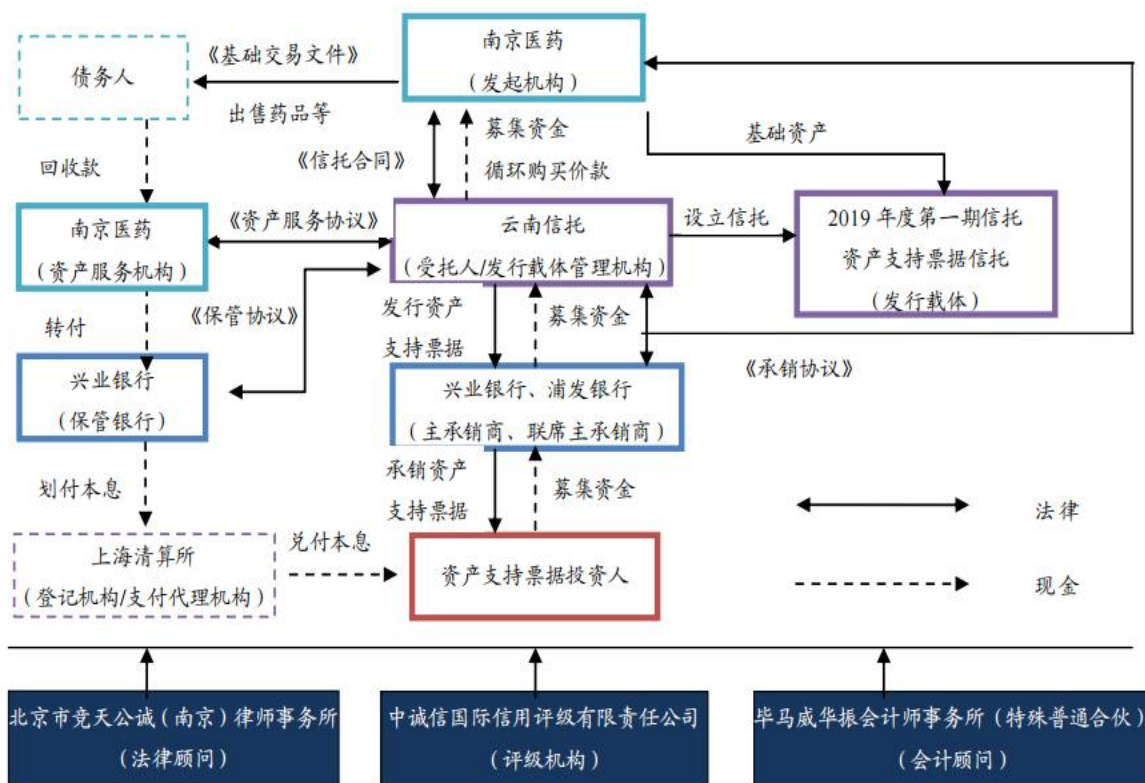 南京医药
（发起机构）
债务人
《基础交易文件》
出售药品等
募集资金
循环购买价款
《信托合同》
基础资产
回收款
南京医药
（资产服务机构）
《资产服务协议》
云南信托
（受托人/发行载体管理机构）
设立信托
2019 年度第一期信托
资产支持票据信托
（发行载体）
转付
《保管协议》
发行资产
支持票据
募集资金
《承销协议》
兴业银行
（保管银行）
兴业银行、浦发银行
（主承销商、联席主承销商）
划付本息
承销资产
支持票据
募集资金
法律
现金
上海清算所
（登记机构/支付代理机构）
兑付本息
资产支持票据投资人
北京市竞天公诚（南京）律师事务所
（法律顾问）
中诚信国际信用评级有限责任公司
（评级机构）
毕马威华振会计师事务所（特殊普通合伙）
（会计顾问）